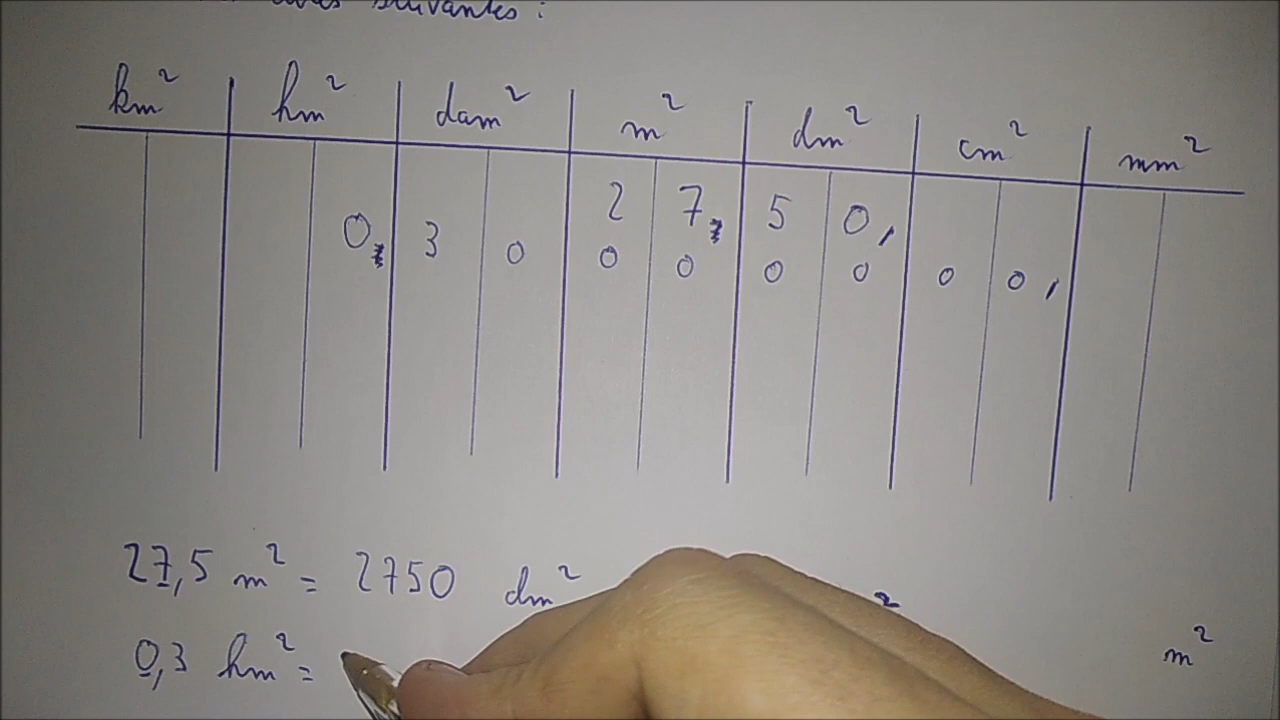 suivantes :
km² hm² dam² m² dm² cm² mm²
2 7, 5 0,
0, 3 0 0 0 0 0 0 0,
27,5 m² = 2750 dm²
0,3 hm² = m²